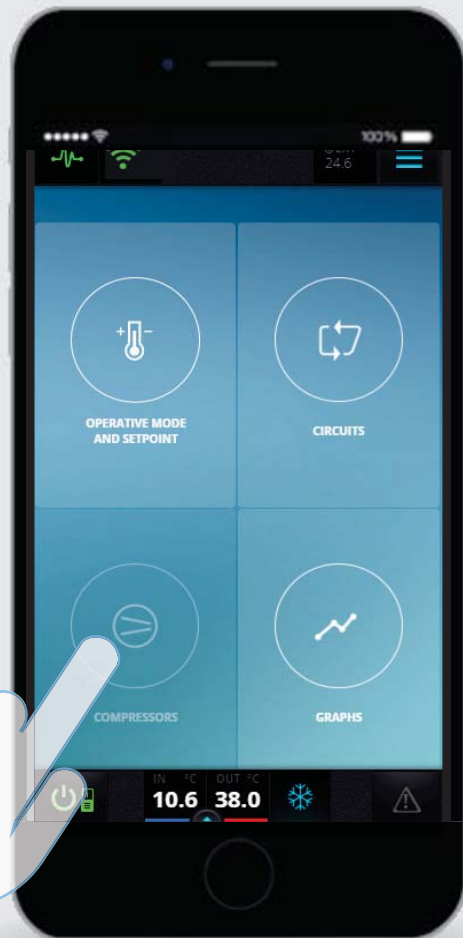 100%
24.6
OPERATIVE MODE
AND SETPOINT
CIRCUITS
COMPRESSORS
GRAPHS
IN °C OUT °C
10.6 38.0